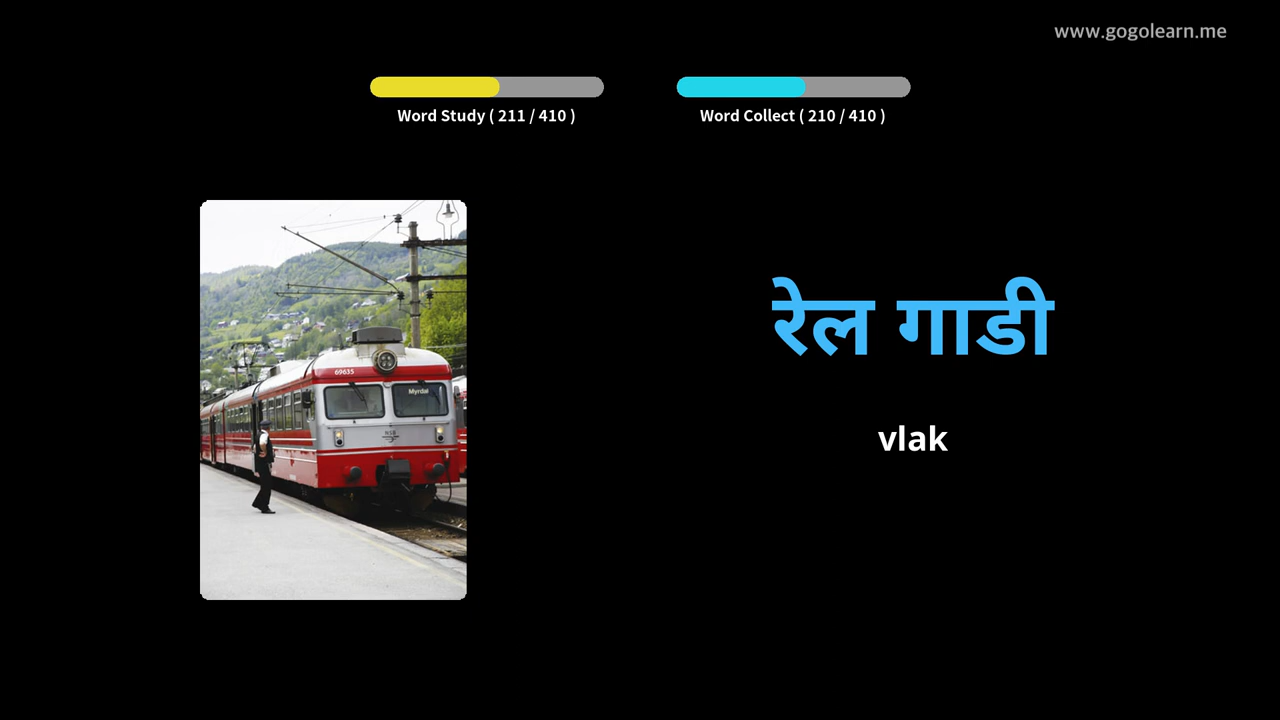 www.gogolearn.me
Word Study ( 211 / 410 )
Word Collect ( 210 / 410 )
69635
Myrdal
NSB
रेल गाडी
vlak